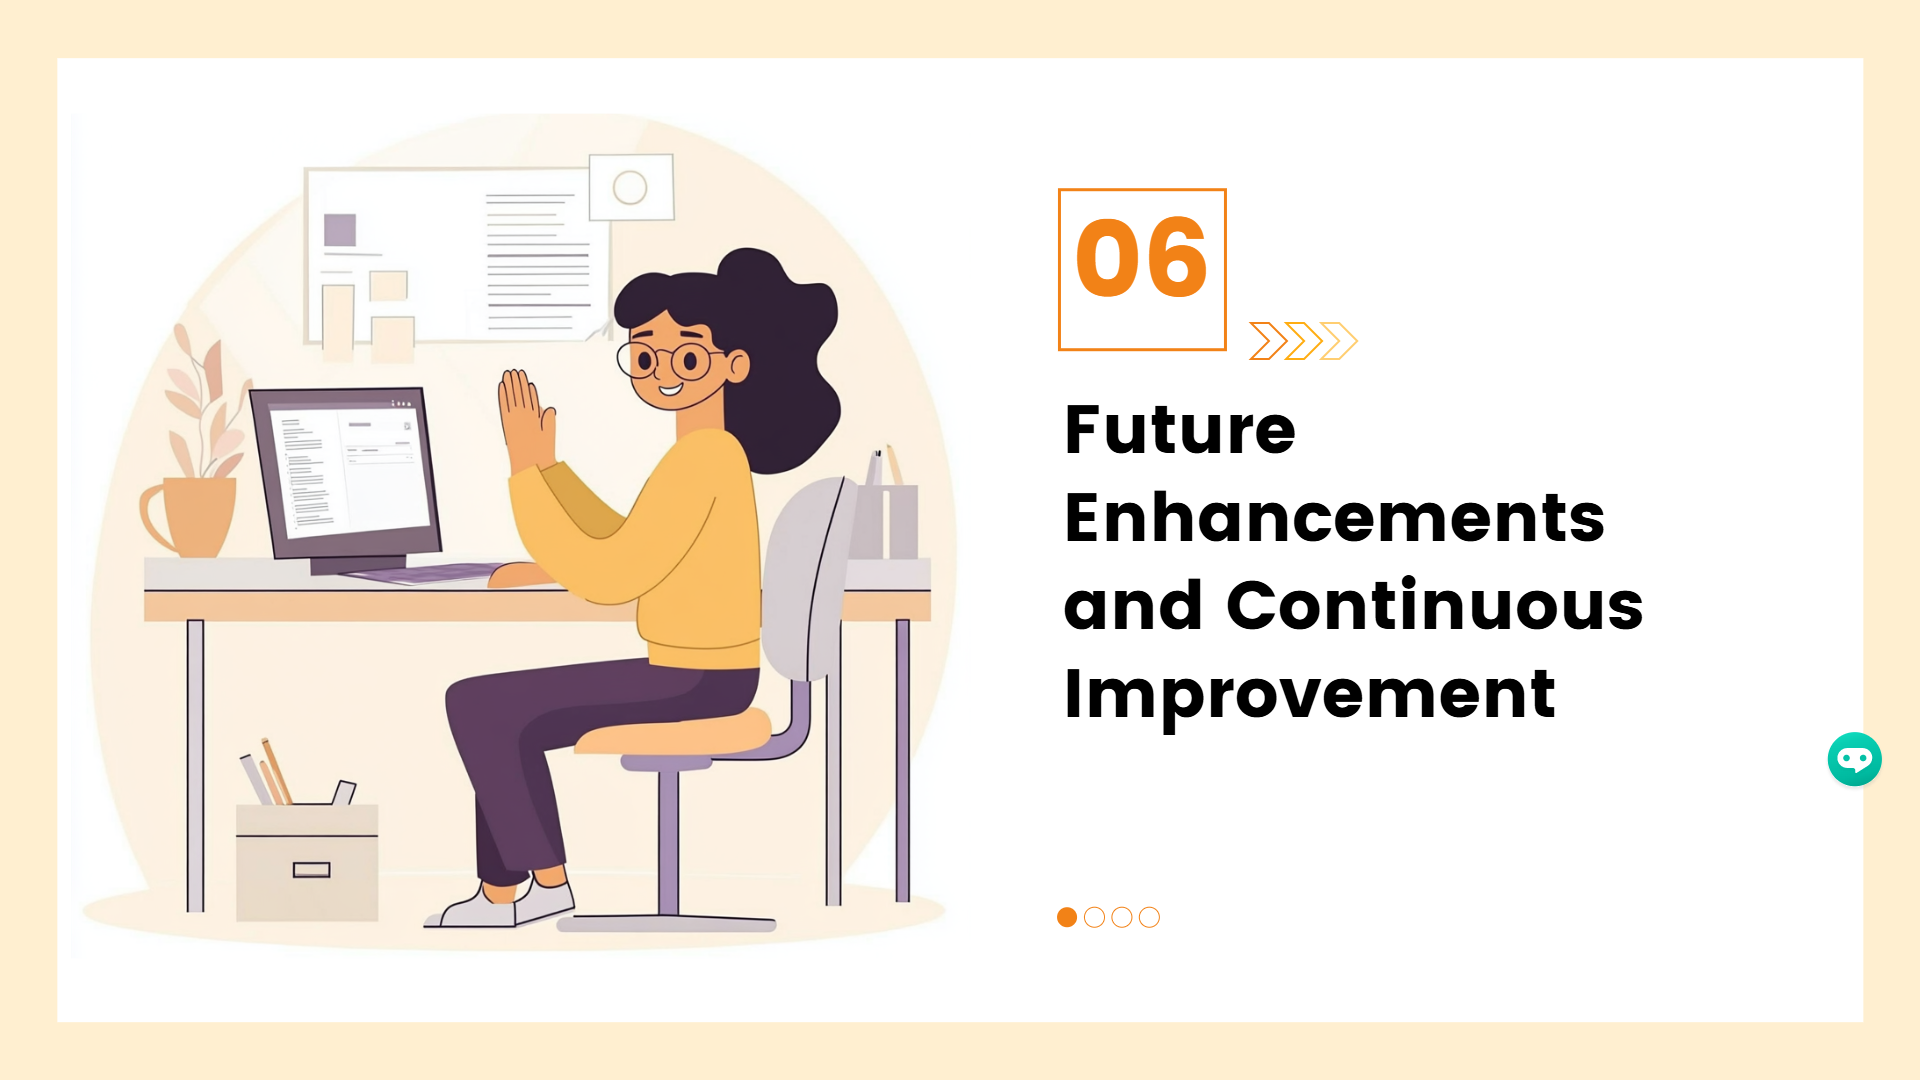 06
Future
Enhancements
and Continuous
Improvement